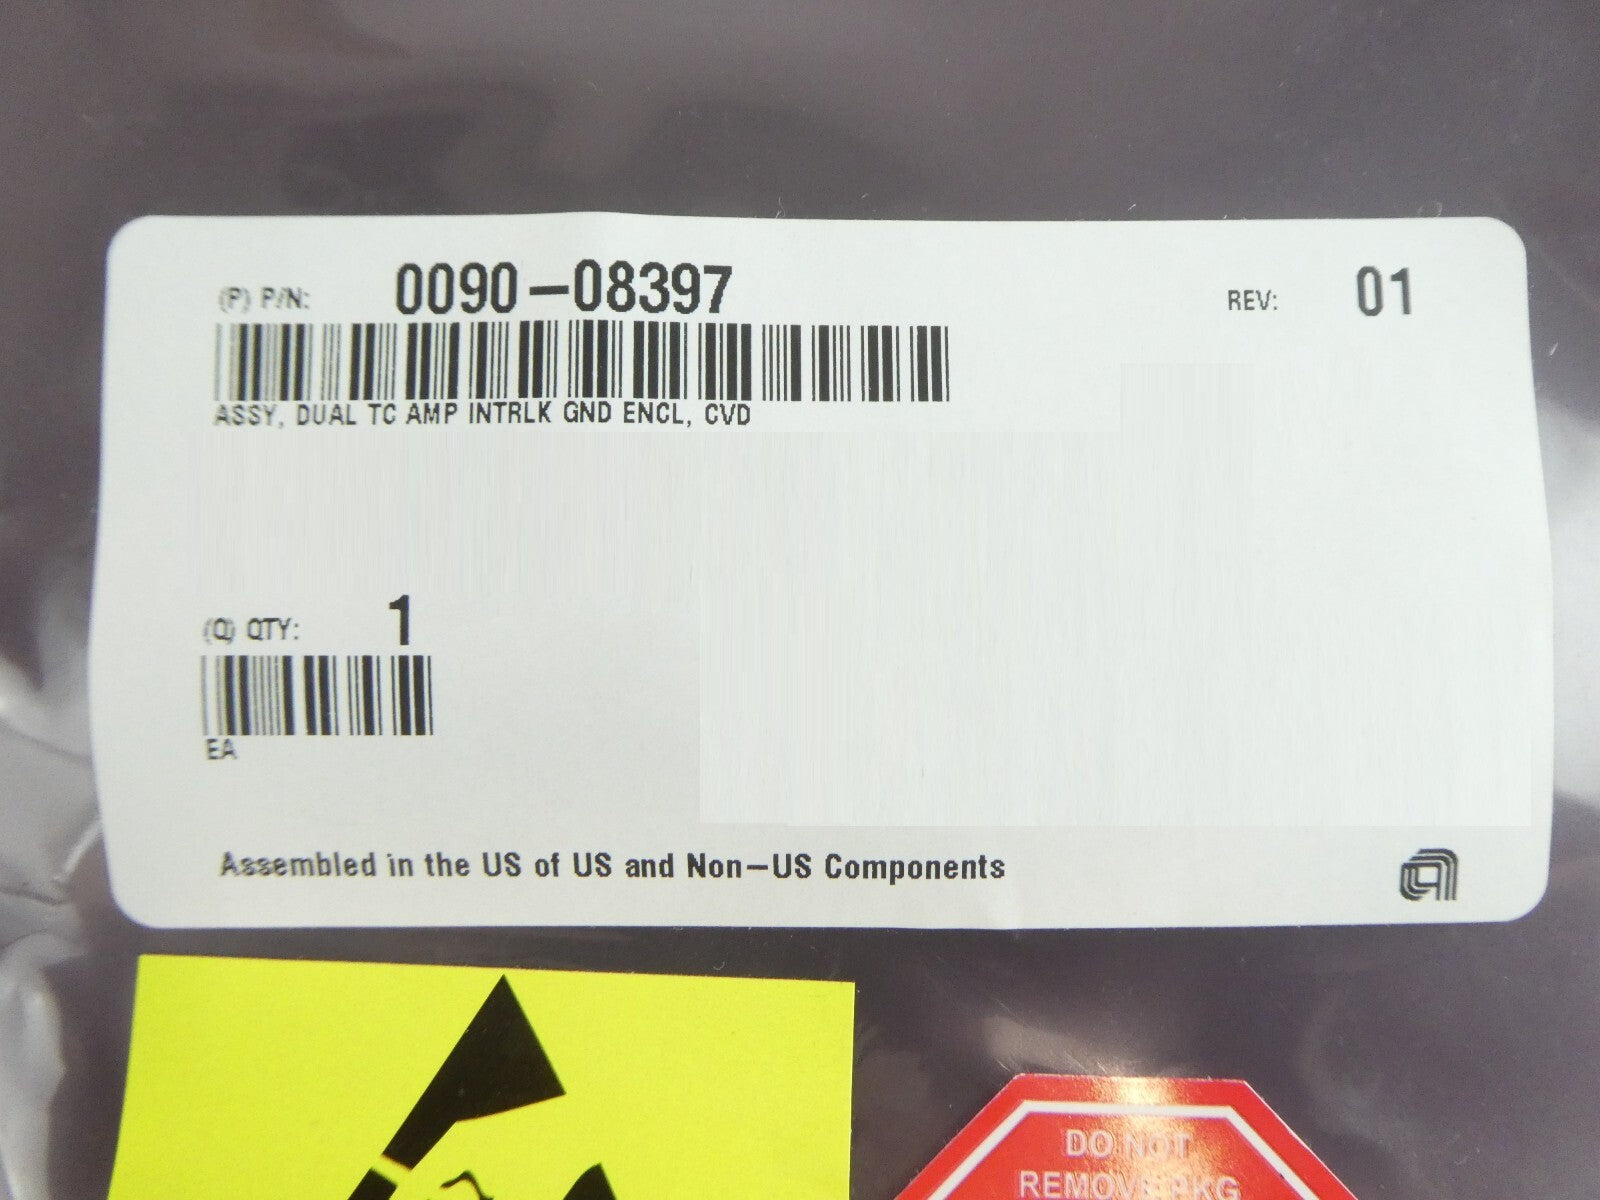 (P) P/N: 0090-08397 REV: 01
ASSY, DUAL TC AMP INTRLK GND ENCL, CVD
(Q) QTY: 1
EA
Assembled in the US of US and Non-US Components
DO NOT
REMOVE PKG